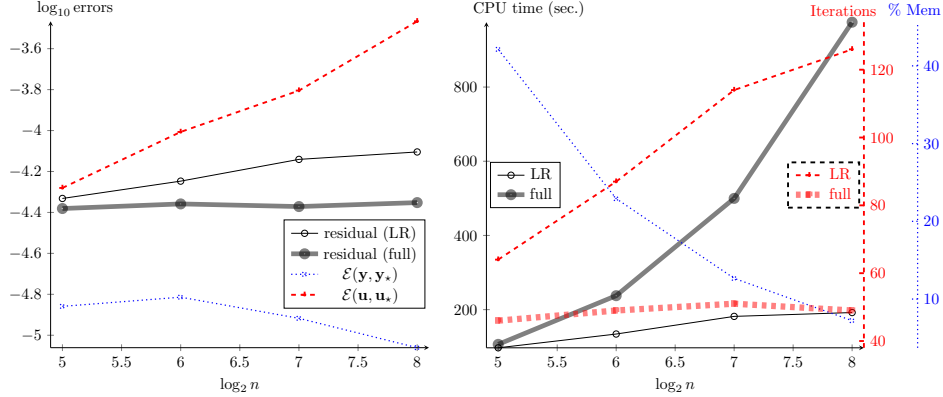 log10 errors
−3.6
−3.8
−4
−4.2
−4.4
−4.6
−4.8
−5
5
5.5
6
6.5
7
7.5
8
log2 n
residual (LR)
residual (full)
ℰ(y, y⋆)
ℰ(u, u⋆)
CPU time (sec.)
800
600
400
200
5
5.5
6
6.5
7
7.5
8
log2 n
LR
full
LR
full
Iterations
120
100
80
60
40
% Mem
40
30
20
10